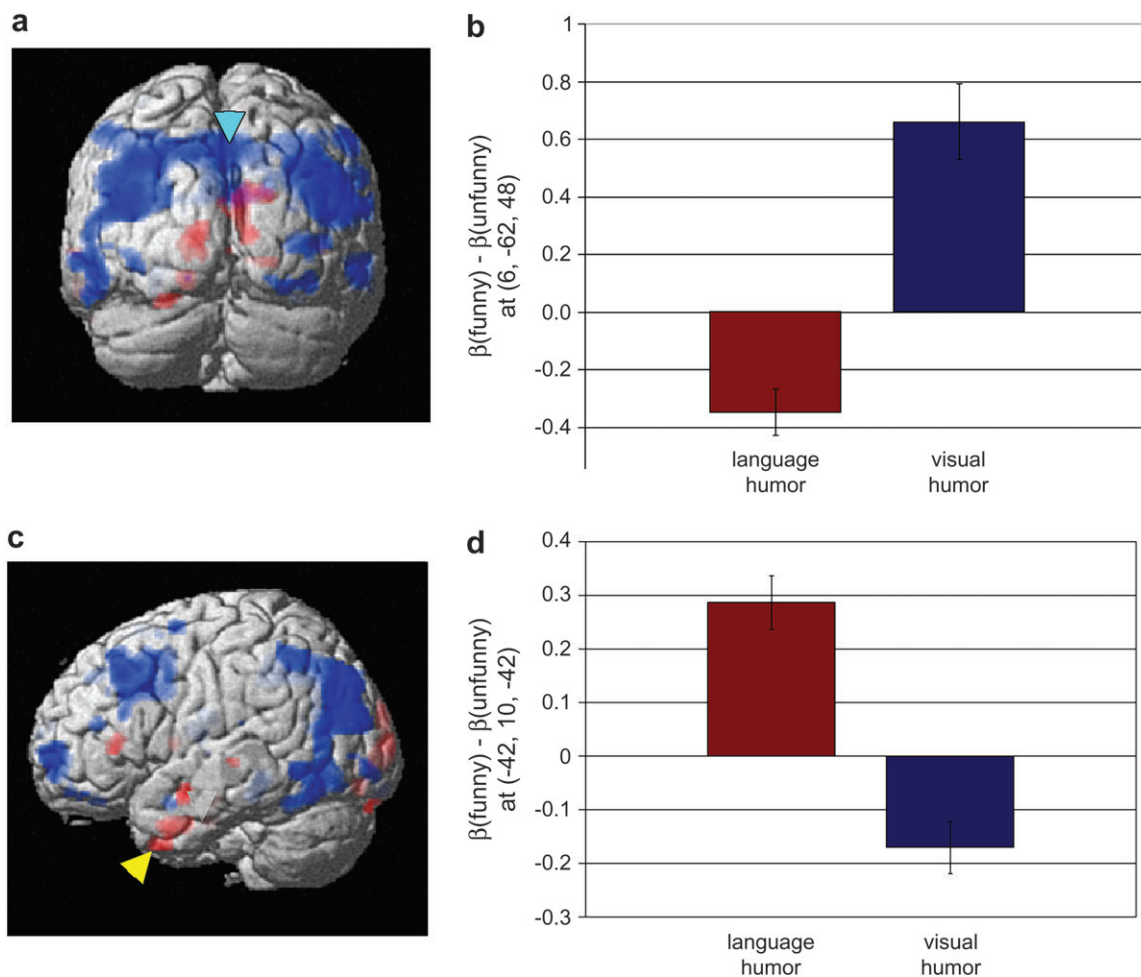 a
b
1
0.8
0.6
0.4
0.2
0.0
-0.2
-0.4
β(funny) - β(unfunny)
at (6, -62, 48)
language
humor
visual
humor
c
d
0.4
0.3
0.2
0.1
0
-0.1
-0.2
-0.3
β(funny) - β(unfunny)
at (-42, 10, -42)
language
humor
visual
humor